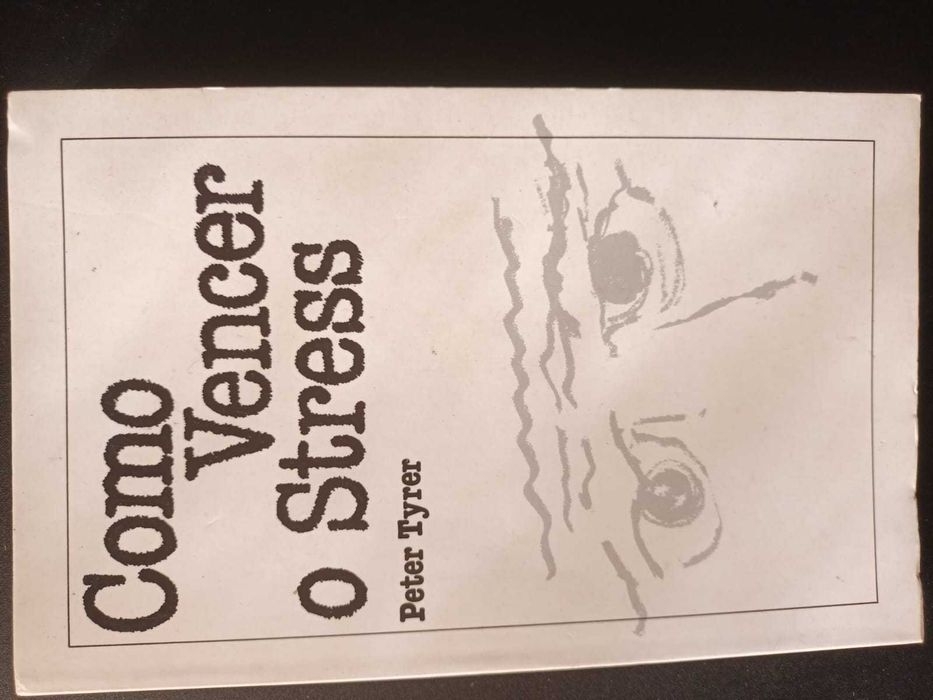 Como
Vencer
o Stress
Peter Tyrer